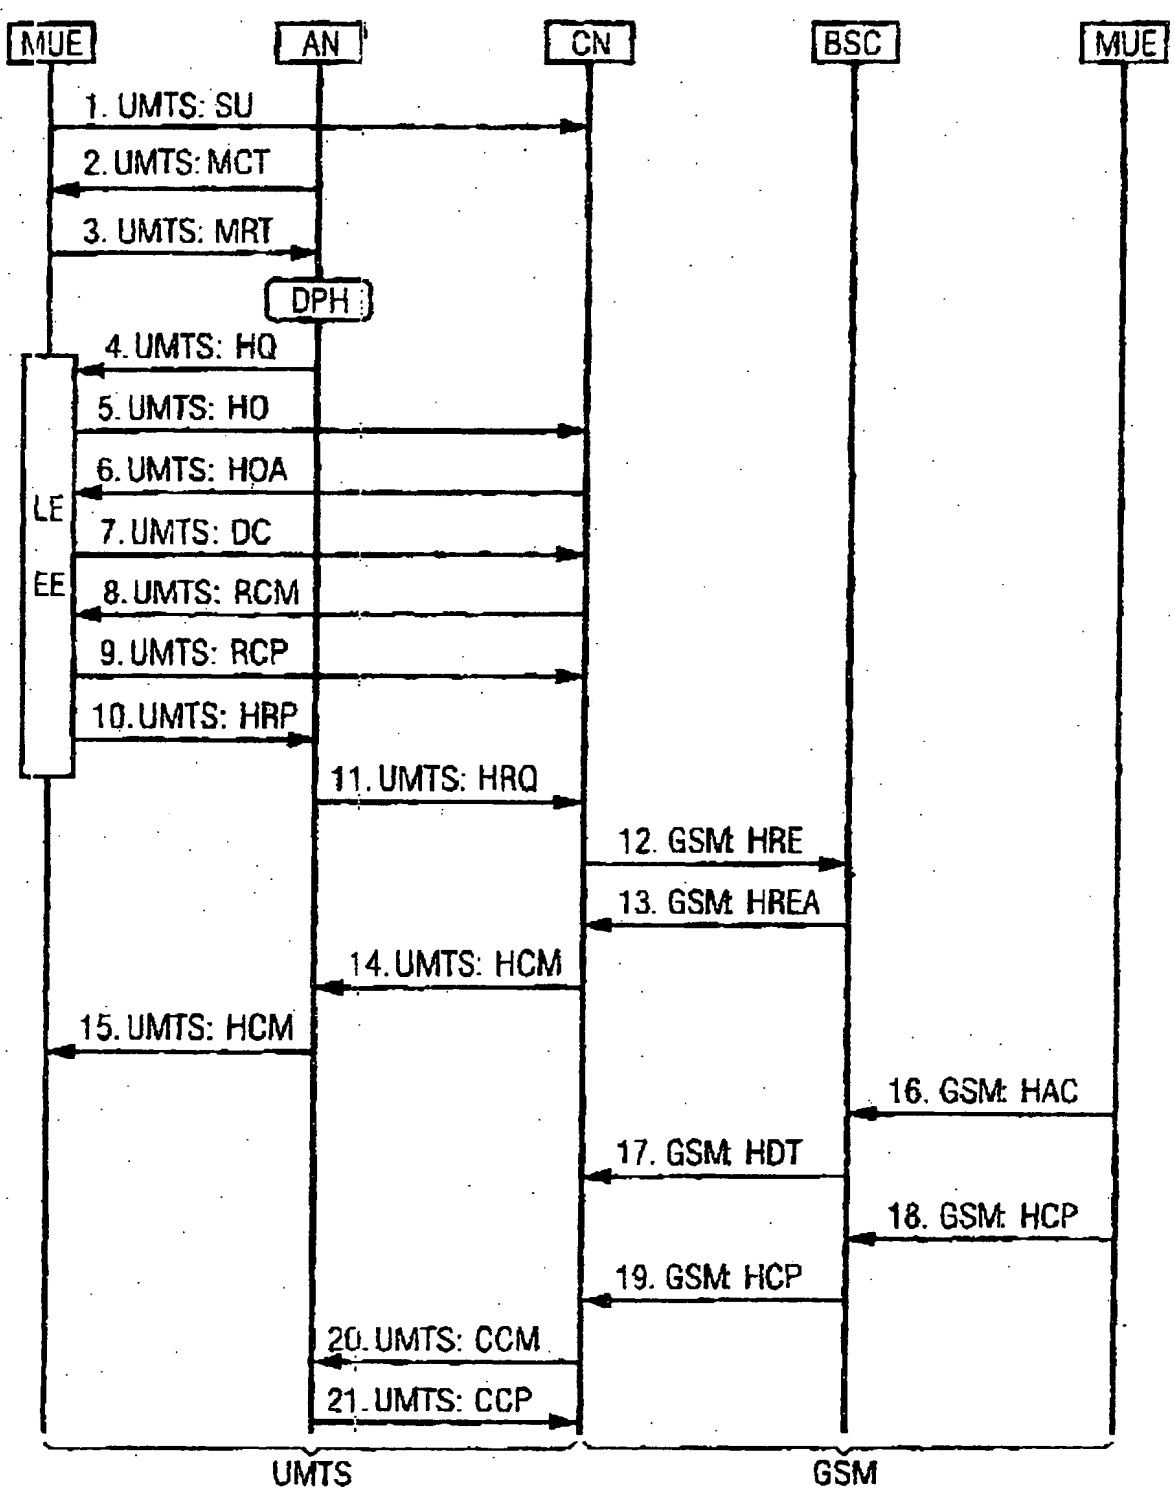 MUE AN CN BSC MUE
1. UMTS: SU
2. UMTS: MCT
3. UMTS: MRT
DPH
4. UMTS: HQ
5. UMTS: HO
6. UMTS: HOA
LE
7. UMTS: DC
EE
8. UMTS: RCM
9. UMTS: RCP
10. UMTS: HRP
11. UMTS: HRQ
12. GSM: HRE
13. GSM: HREA
14. UMTS: HCM
15. UMTS: HCM
16. GSM: HAC
17. GSM: HDT
18. GSM: HCP
19. GSM: HCP
20. UMTS: CCM
21. UMTS: CCP
UMTS GSM